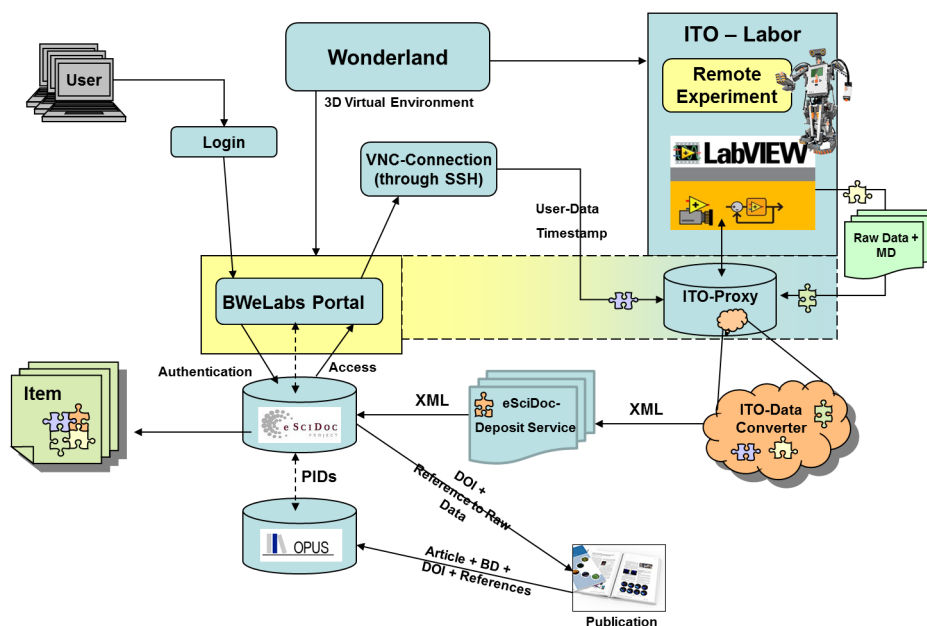 User
Wonderland
3D Virtual Environment
ITO – Labor
Remote
Experiment
Login
VNC-Connection
(through SSH)
LabVIEW
User-Data
Timestamp
Raw Data +
MD
BWeLabs Portal
ITO-Proxy
Authentication
Access
Item
eSciDoc
PROJECT
XML
eSciDoc-
Deposit Service
XML
ITO-Data
Converter
PIDs
DOI +
Reference to Raw
Data
OPUS
Article + BD +
DOI + References
Publication